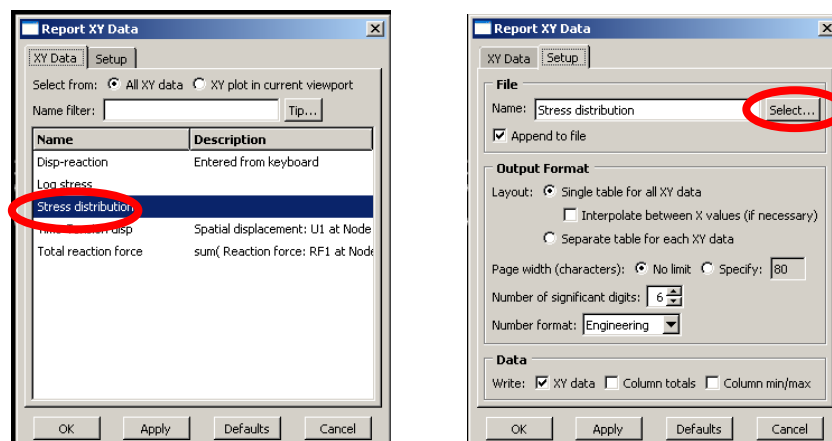 Report XY Data
XY Data Setup
Select from: All XY data XY plot in current viewport
Name filter: Tip...
Name Description
Disp-reaction Entered from keyboard
Log stress
Stress distribution
disp Spatial displacement: U1 at Node
Total reaction force sum( Reaction force: RF1 at Node
OK Apply Defaults Cancel
Report XY Data
XY Data Setup
File
Name: Stress distribution Select...
Append to file
Output Format
Layout: Single table for all XY data
Interpolate between X values (if necessary)
Separate table for each XY data
Page width (characters): No limit Specify: 80
Number of significant digits: 6
Number format: Engineering
Data
Write: XY data Column totals Column min/max
OK Apply Defaults Cancel